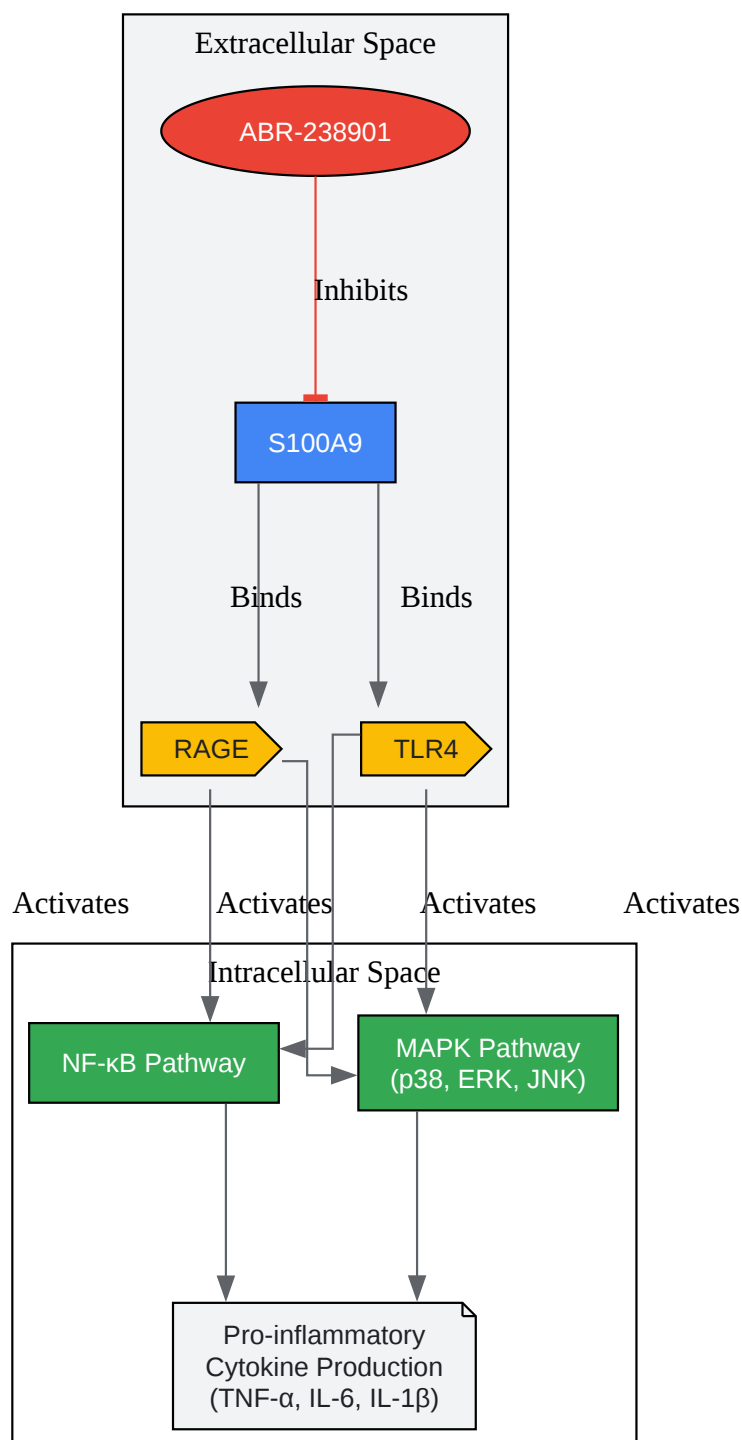 Extracellular Space
ABR-238901
Inhibits
S100A9
Binds
Binds
RAGE
TLR4
Activates
Activates
Activates
Activates
Intracellular Space
NF-κB Pathway
MAPK Pathway
(p38, ERK, JNK)
Pro-inflammatory
Cytokine Production
(TNF-α, IL-6, IL-1β)